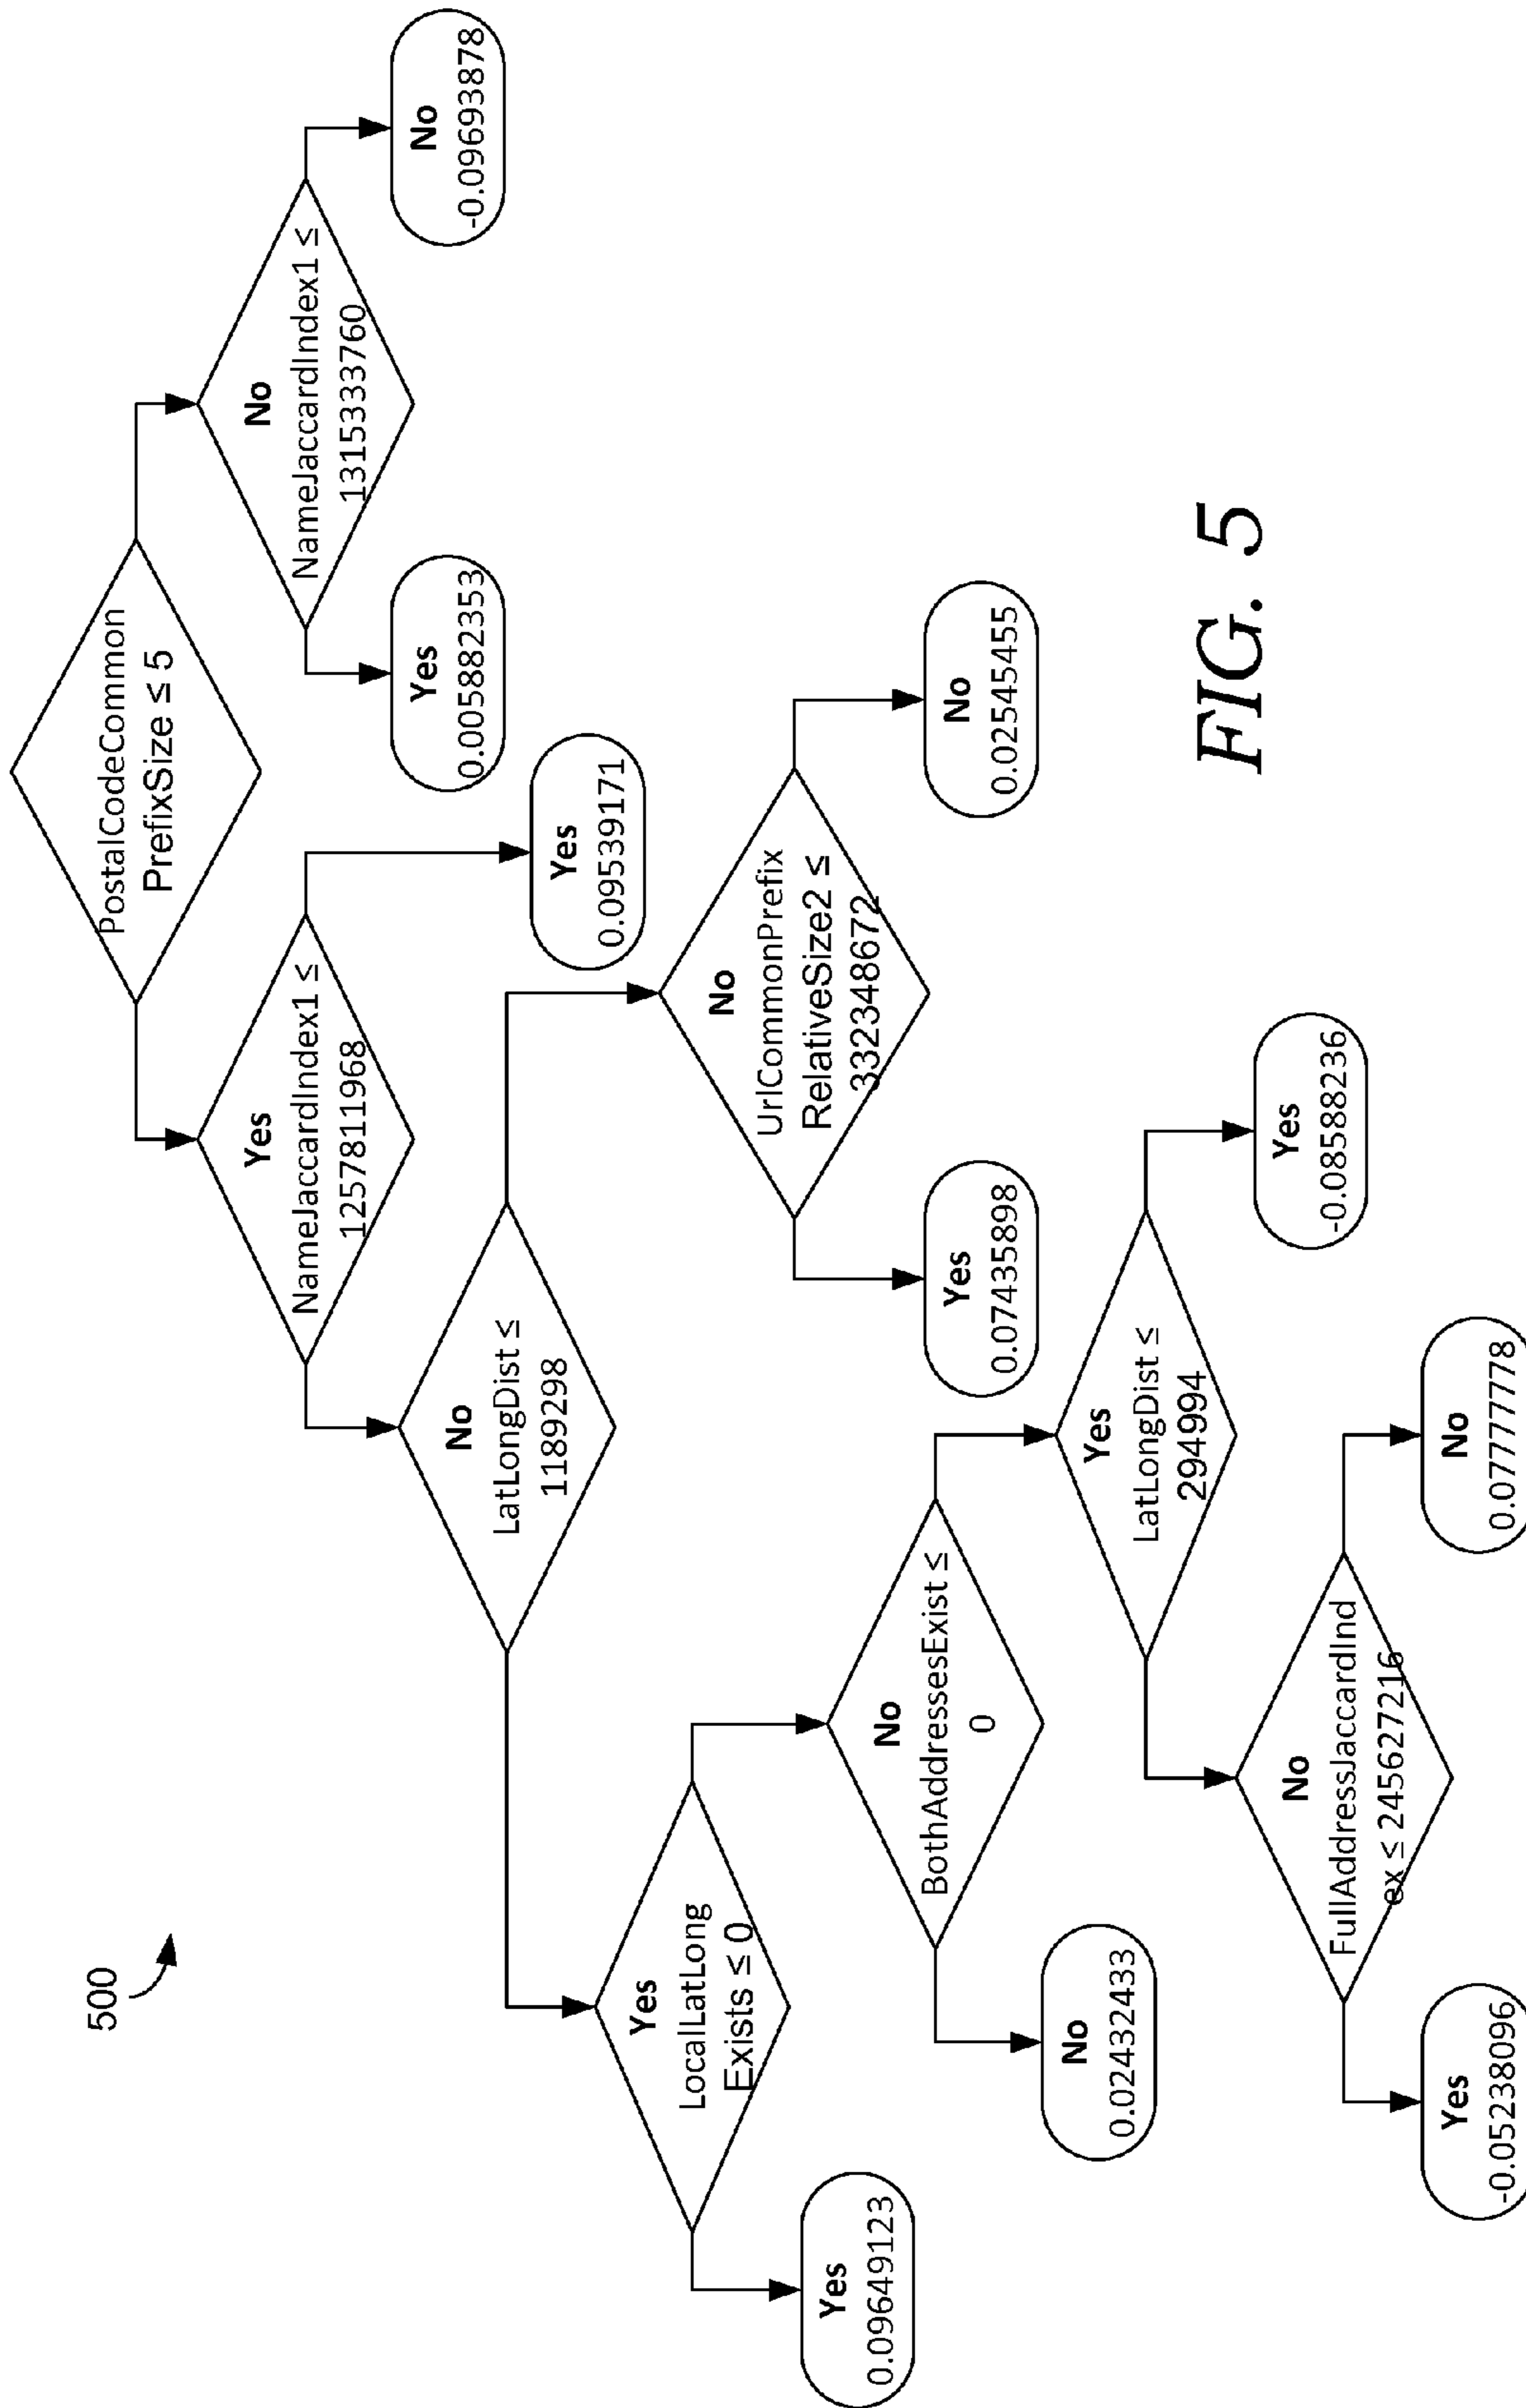 500
PostalCodeCommon
PrefixSize ≤ 5
Yes
NameJaccardIndex1 ≤
1257811968
No
NameJaccardIndex1 ≤
1315333760
No
LatLongDist ≤
1189298
Yes
0.09539171
Yes
0.005882353
No
-0.09693878
Yes
LocalLatLong
Exists ≤ 0
No
UrlCommonPrefix
RelativeSize2 ≤
332348672
Yes
0.09649123
No
BothAddressesExist ≤
0
Yes
0.07435898
No
0.02545455
No
0.02432433
Yes
LatLongDist ≤
294994
No
FullAddressJaccardInd
ex ≤ 245627216
Yes
-0.08588236
Yes
-0.05238096
No
0.07777778
FIG. 5